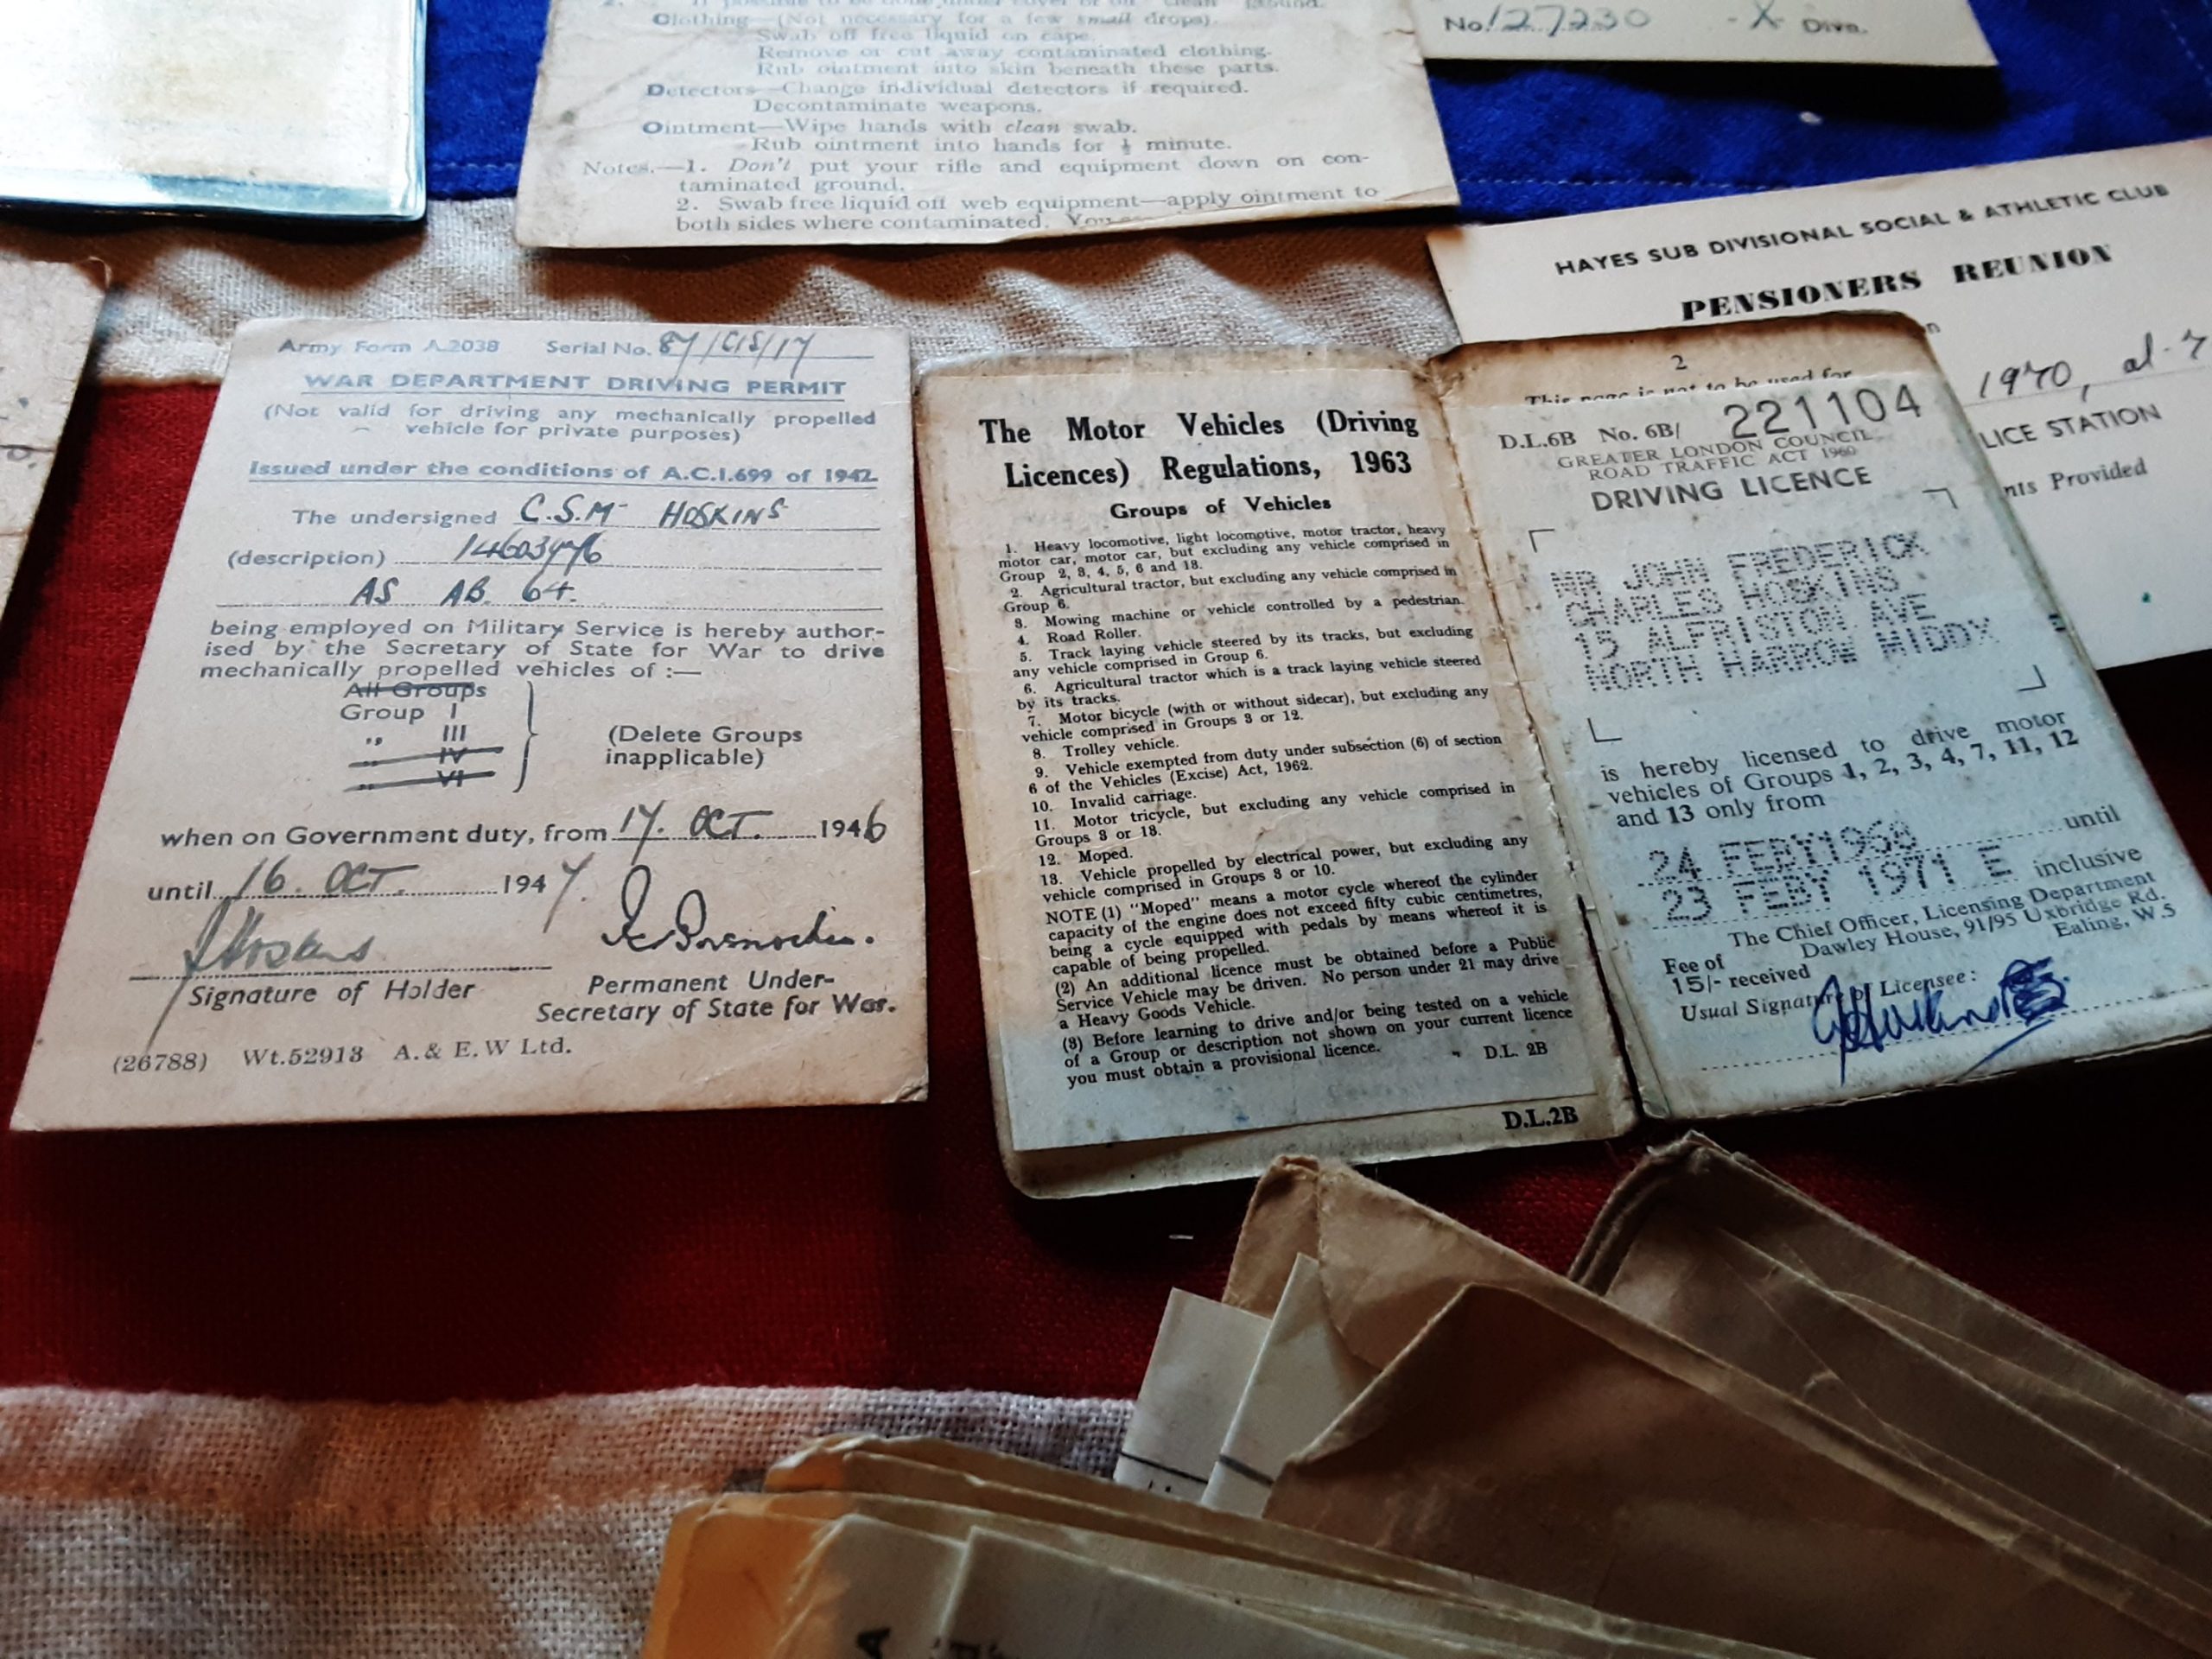 Clothing—(Not necessary for a few small drops).
Swab off free liquid on cape.
Remove or cut away contaminated clothing.
Rub ointment into skin beneath these parts.
Detectors—Change individual detectors if required.
Decontaminate weapons.
Ointment—Wipe hands with clean swab.
Rub ointment into hands for ½ minute.
Notes.—1. Don't put your rifle and equipment down on con-
taminated ground.
2. Swab free liquid off web equipment—apply ointment to
both sides where contaminated. You
No. 127230 -X- Divn.
HAYES SUB DIVISIONAL SOCIAL & ATHLETIC CLUB
PENSIONERS REUNION
1970, at 7
LICE STATION
nts Provided
Army Form A.2038 Serial No. 87/C1S/17
WAR DEPARTMENT DRIVING PERMIT
(Not valid for driving any mechanically propelled
vehicle for private purposes)
Issued under the conditions of A.C.I.699 of 1942.
The undersigned C.S.M HOSKINS
(description)
AS AB. 64.
being employed on Military Service is hereby author-
ised by the Secretary of State for War to drive
mechanically propelled vehicles of :—
All Groups
Group I
„ III
„ IV
„ VI
(Delete Groups
inapplicable)
when on Government duty, from 17. OCT. 1946
until 16. OCT. 1947.
JHoskins
Signature of Holder
Permanent Under-
Secretary of State for War.
(26788) Wt.52913 A. & E.W Ltd.
The Motor Vehicles (Driving
Licences) Regulations, 1963
Groups of Vehicles
1. Heavy locomotive, light locomotive, motor tractor, heavy
motor car, motor car, but excluding any vehicle comprised in
Group 2, 3, 4, 5, 6 and 13.
2. Agricultural tractor, but excluding any vehicle comprised in
Group 6.
3. Mowing machine or vehicle controlled by a pedestrian.
4. Road Roller.
5. Track laying vehicle steered by its tracks, but excluding
any vehicle comprised in Group 6.
6. Agricultural tractor which is a track laying vehicle steered
by its tracks.
7. Motor bicycle (with or without sidecar), but excluding any
vehicle comprised in Groups 3 or 12.
8. Trolley vehicle.
9. Vehicle exempted from duty under subsection (6) of section
6 of the Vehicles (Excise) Act, 1962.
10. Invalid carriage.
11. Motor tricycle, but excluding any vehicle comprised in
Groups 3 or 13.
12. Moped.
13. Vehicle propelled by electrical power, but excluding any
vehicle comprised in Groups 3 or 10.
NOTE (1) "Moped" means a motor cycle whereof the cylinder
capacity of the engine does not exceed fifty cubic centimetres,
being a cycle equipped with pedals by means whereof it is
capable of being propelled.
(2) An additional licence must be obtained before a Public
Service Vehicle may be driven. No person under 21 may drive
a Heavy Goods Vehicle.
(3) Before learning to drive and/or being tested on a vehicle
of a Group or description not shown on your current licence
you must obtain a provisional licence. D.L. 2B
D.L.2B
2
This page is not to be used for
D.L.6B No. 6B/ 221104
GREATER LONDON COUNCIL
ROAD TRAFFIC ACT 1960
DRIVING LICENCE
MR JOHN FREDERICK
CHARLES HOSKINS
15 ALFRISTON AVE
NORTH HARROW MIDDX
is hereby licensed to drive motor
vehicles of Groups 1, 2, 3, 4, 7, 11, 12
and 13 only from
24 FEBY 1968 until
23 FEBY 1971 E inclusive
The Chief Officer, Licensing Department
Dawley House, 91/95 Uxbridge Rd.
Ealing, W.5
Fee of
15/- received
Usual Signature of Licensee: